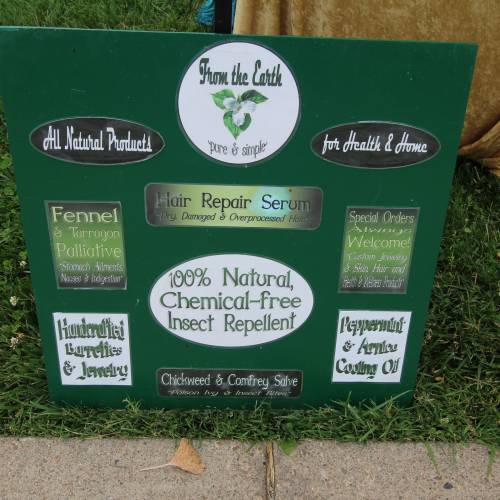 From the Earth
"pure & simple"
All Natural Products
for Health & Home
Hair Repair Serum
"Dry, Damaged & Overprocessed Hair"
Fennel
& Tarragon
Palliative
"Stomach Ailments,
Nausea & Indigestion"
Special Orders
Always
Welcome!
"Custom Jewelry
& Skin Hair and
Health & Wellness Products"
100% Natural,
Chemical-free
Insect Repellent
Handcrafted
Barrettes
& Jewelry
Peppermint
& Arnica
Cooling Oil
Chickweed & Comfrey Salve
"Poison Ivy & Insect Bites"